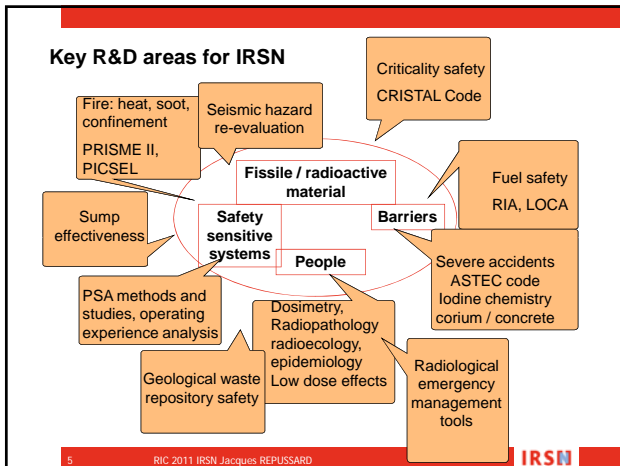 Key R&D areas for IRSN
Criticality safety
CRISTAL Code
Fire: heat, soot,
confinement
PRISME II,
PICSEL
Seismic hazard
re-evaluation
Fissile / radioactive
material
Fuel safety
RIA, LOCA
Sump
effectiveness
Safety
sensitive
systems
Barriers
People
Severe accidents
ASTEC code
Iodine chemistry
corium / concrete
PSA methods and
studies, operating
experience analysis
Dosimetry,
Radiopathology
radioecology,
epidemiology
Low dose effects
Geological waste
repository safety
Radiological
emergency
management
tools
5 RIC 2011 IRSN Jacques REPUSSARD
IRSN